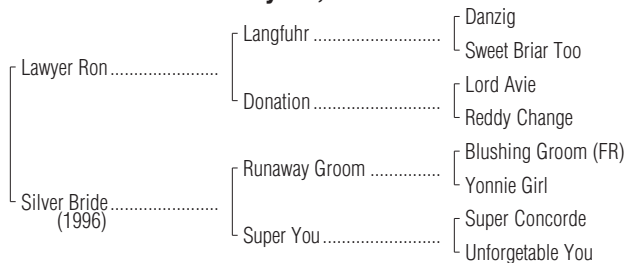 Danzig
Langfuhr ..............................
Sweet Briar Too
Lawyer Ron.........................
Lord Avie
Donation ..............................
Reddy Change
Blushing Groom (FR)
Runaway Groom .................
Yonnie Girl
Silver Bride.........................
(1996)
Super Concorde
Super You............................
Unforgetable You